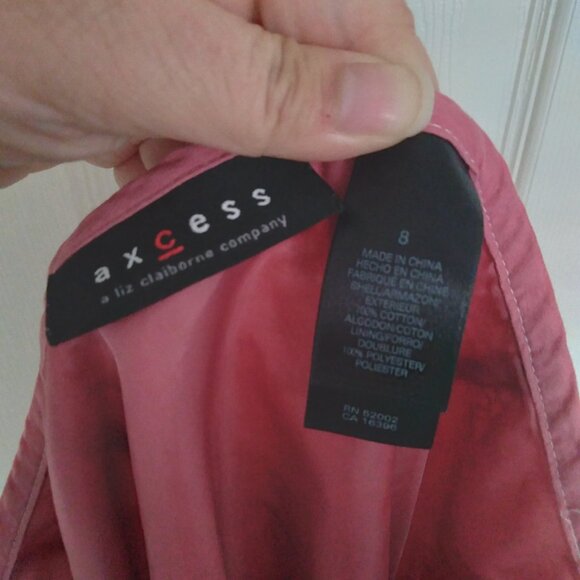 axcess
a liz claiborne company
8
MADE IN CHINA
HECHO EN CHINA
FABRIQUE EN CHINE
SHELL/ARMAZON/
EXTERIEUR
100% COTTON/
ALGODON/COTON
LINING/FORRO/
DOUBLURE
100% POLYESTER/
POLIESTER
RN 52002
CA 16396